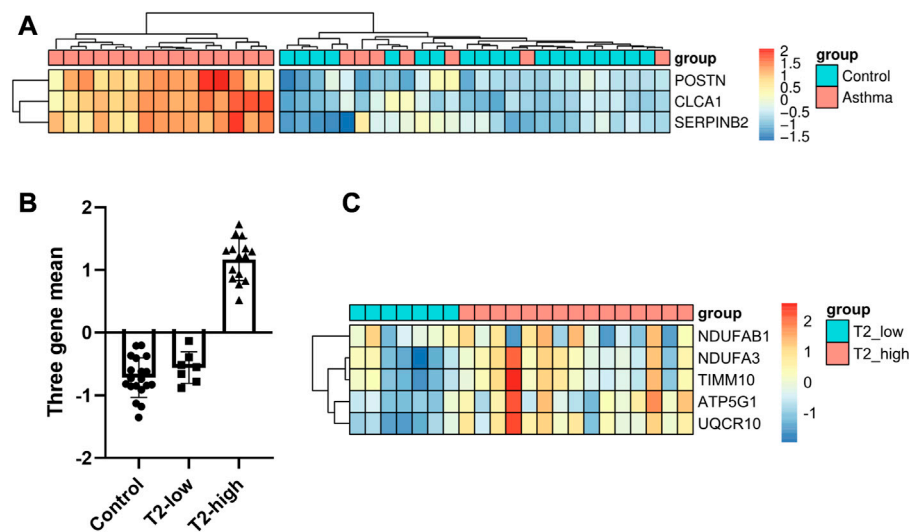 A
group
POSTN
CLCA1
SERPINB2
2
1.5
1
0.5
0
−0.5
−1
−1.5
group
Control
Asthma
B
Three gene mean
2
1
0
-1
-2
Control
T2-low
T2-high
C
group
NDUFAB1
NDUFA3
TIMM10
ATP5G1
UQCR10
2
1
0
-1
group
T2_low
T2_high